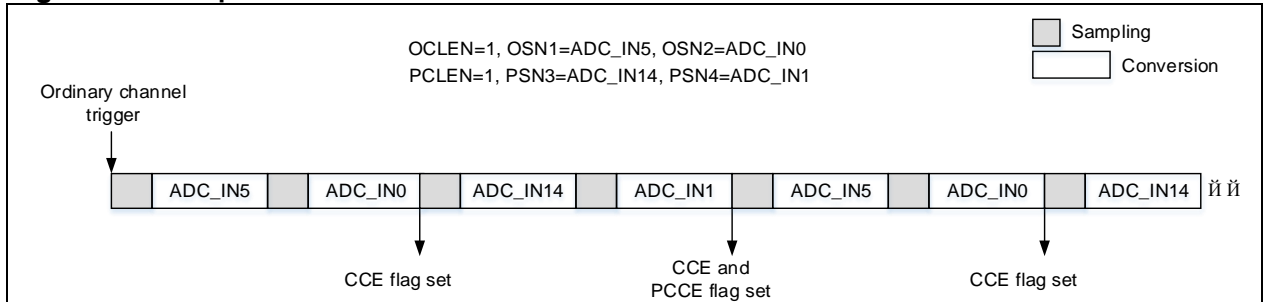 OCLEN=1, OSN1=ADC_IN5, OSN2=ADC_IN0
PCLEN=1, PSN3=ADC_IN14, PSN4=ADC_IN1
Sampling
Conversion
Ordinary channel
trigger
ADC_IN5 ADC_IN0 ADC_IN14 ADC_IN1 ADC_IN5 ADC_IN0 ADC_IN14 Й Й
CCE flag set
CCE and
PCCE flag set
CCE flag set